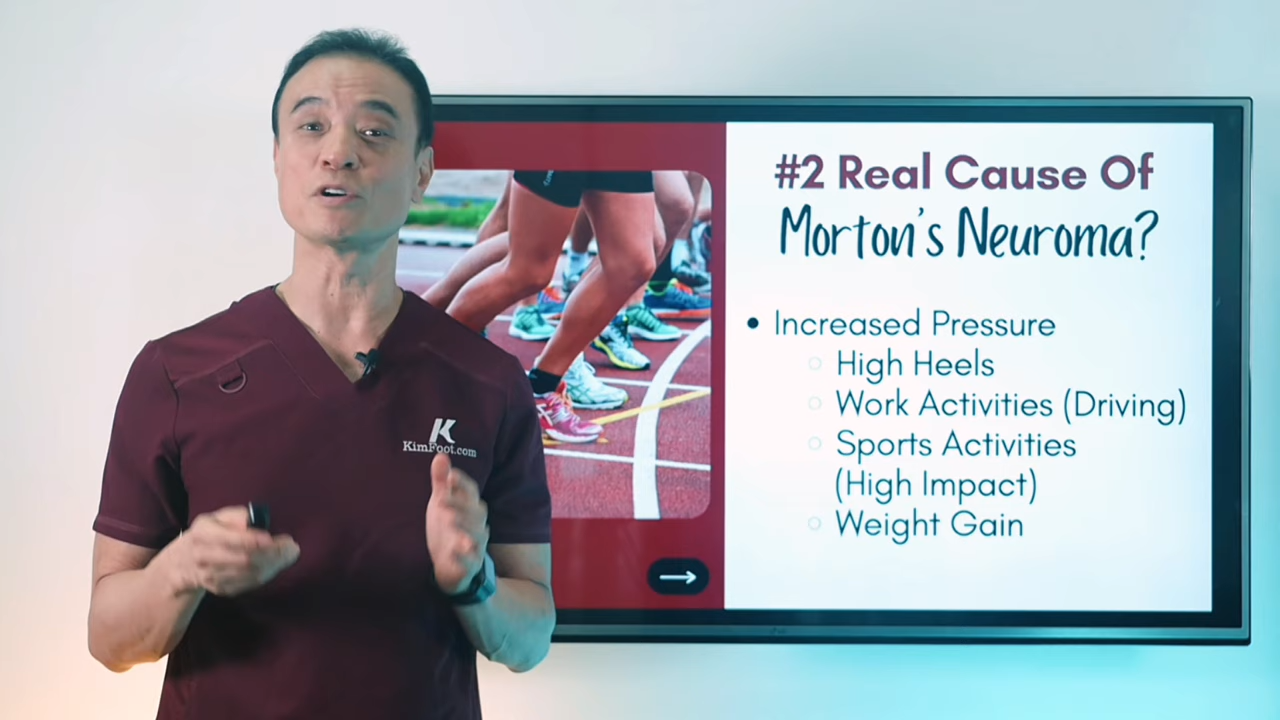 K
KimFoot.com
#2 Real Cause Of
Morton's Neuroma?
• Increased Pressure
○ High Heels
○ Work Activities (Driving)
○ Sports Activities
(High Impact)
○ Weight Gain